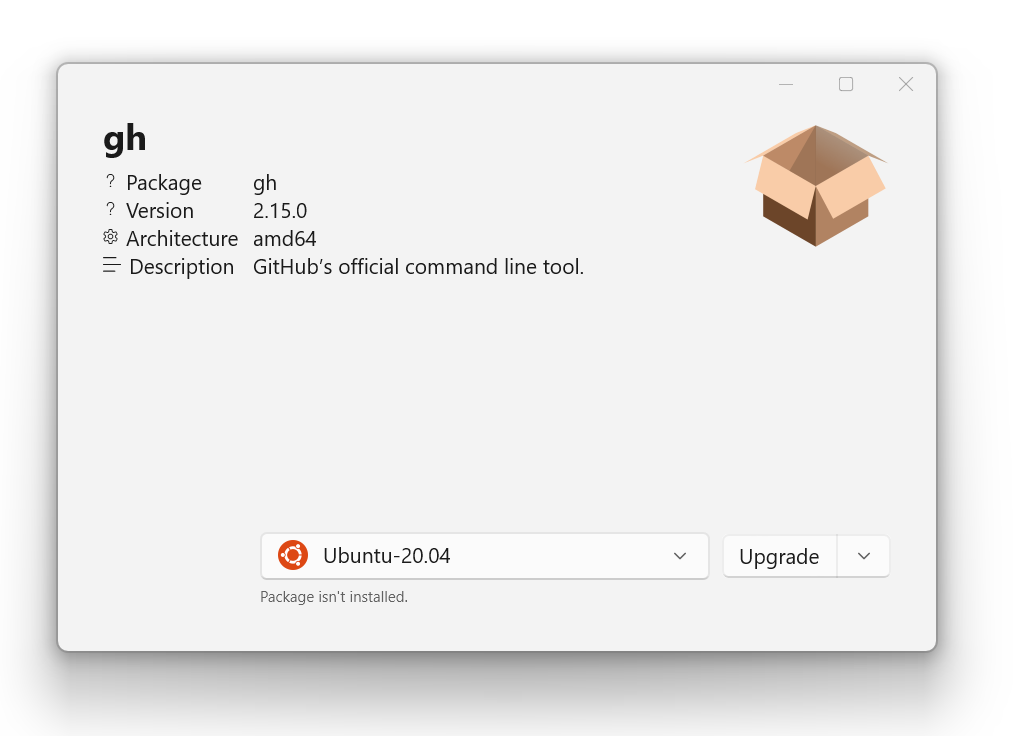 gh
? Package gh
? Version 2.15.0
Architecture amd64
Description GitHub’s official command line tool.
Ubuntu-20.04
Upgrade
Package isn't installed.